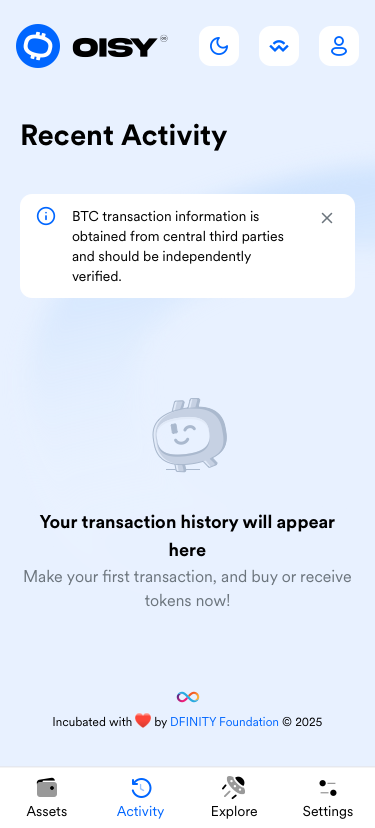 OISY
Recent Activity
BTC transaction information is
obtained from central third parties
and should be independently
verified.
Your transaction history will appear
here
Make your first transaction, and buy or receive
tokens now!
Incubated with ❤️ by DFINITY Foundation © 2025
Assets
Activity
Explore
Settings